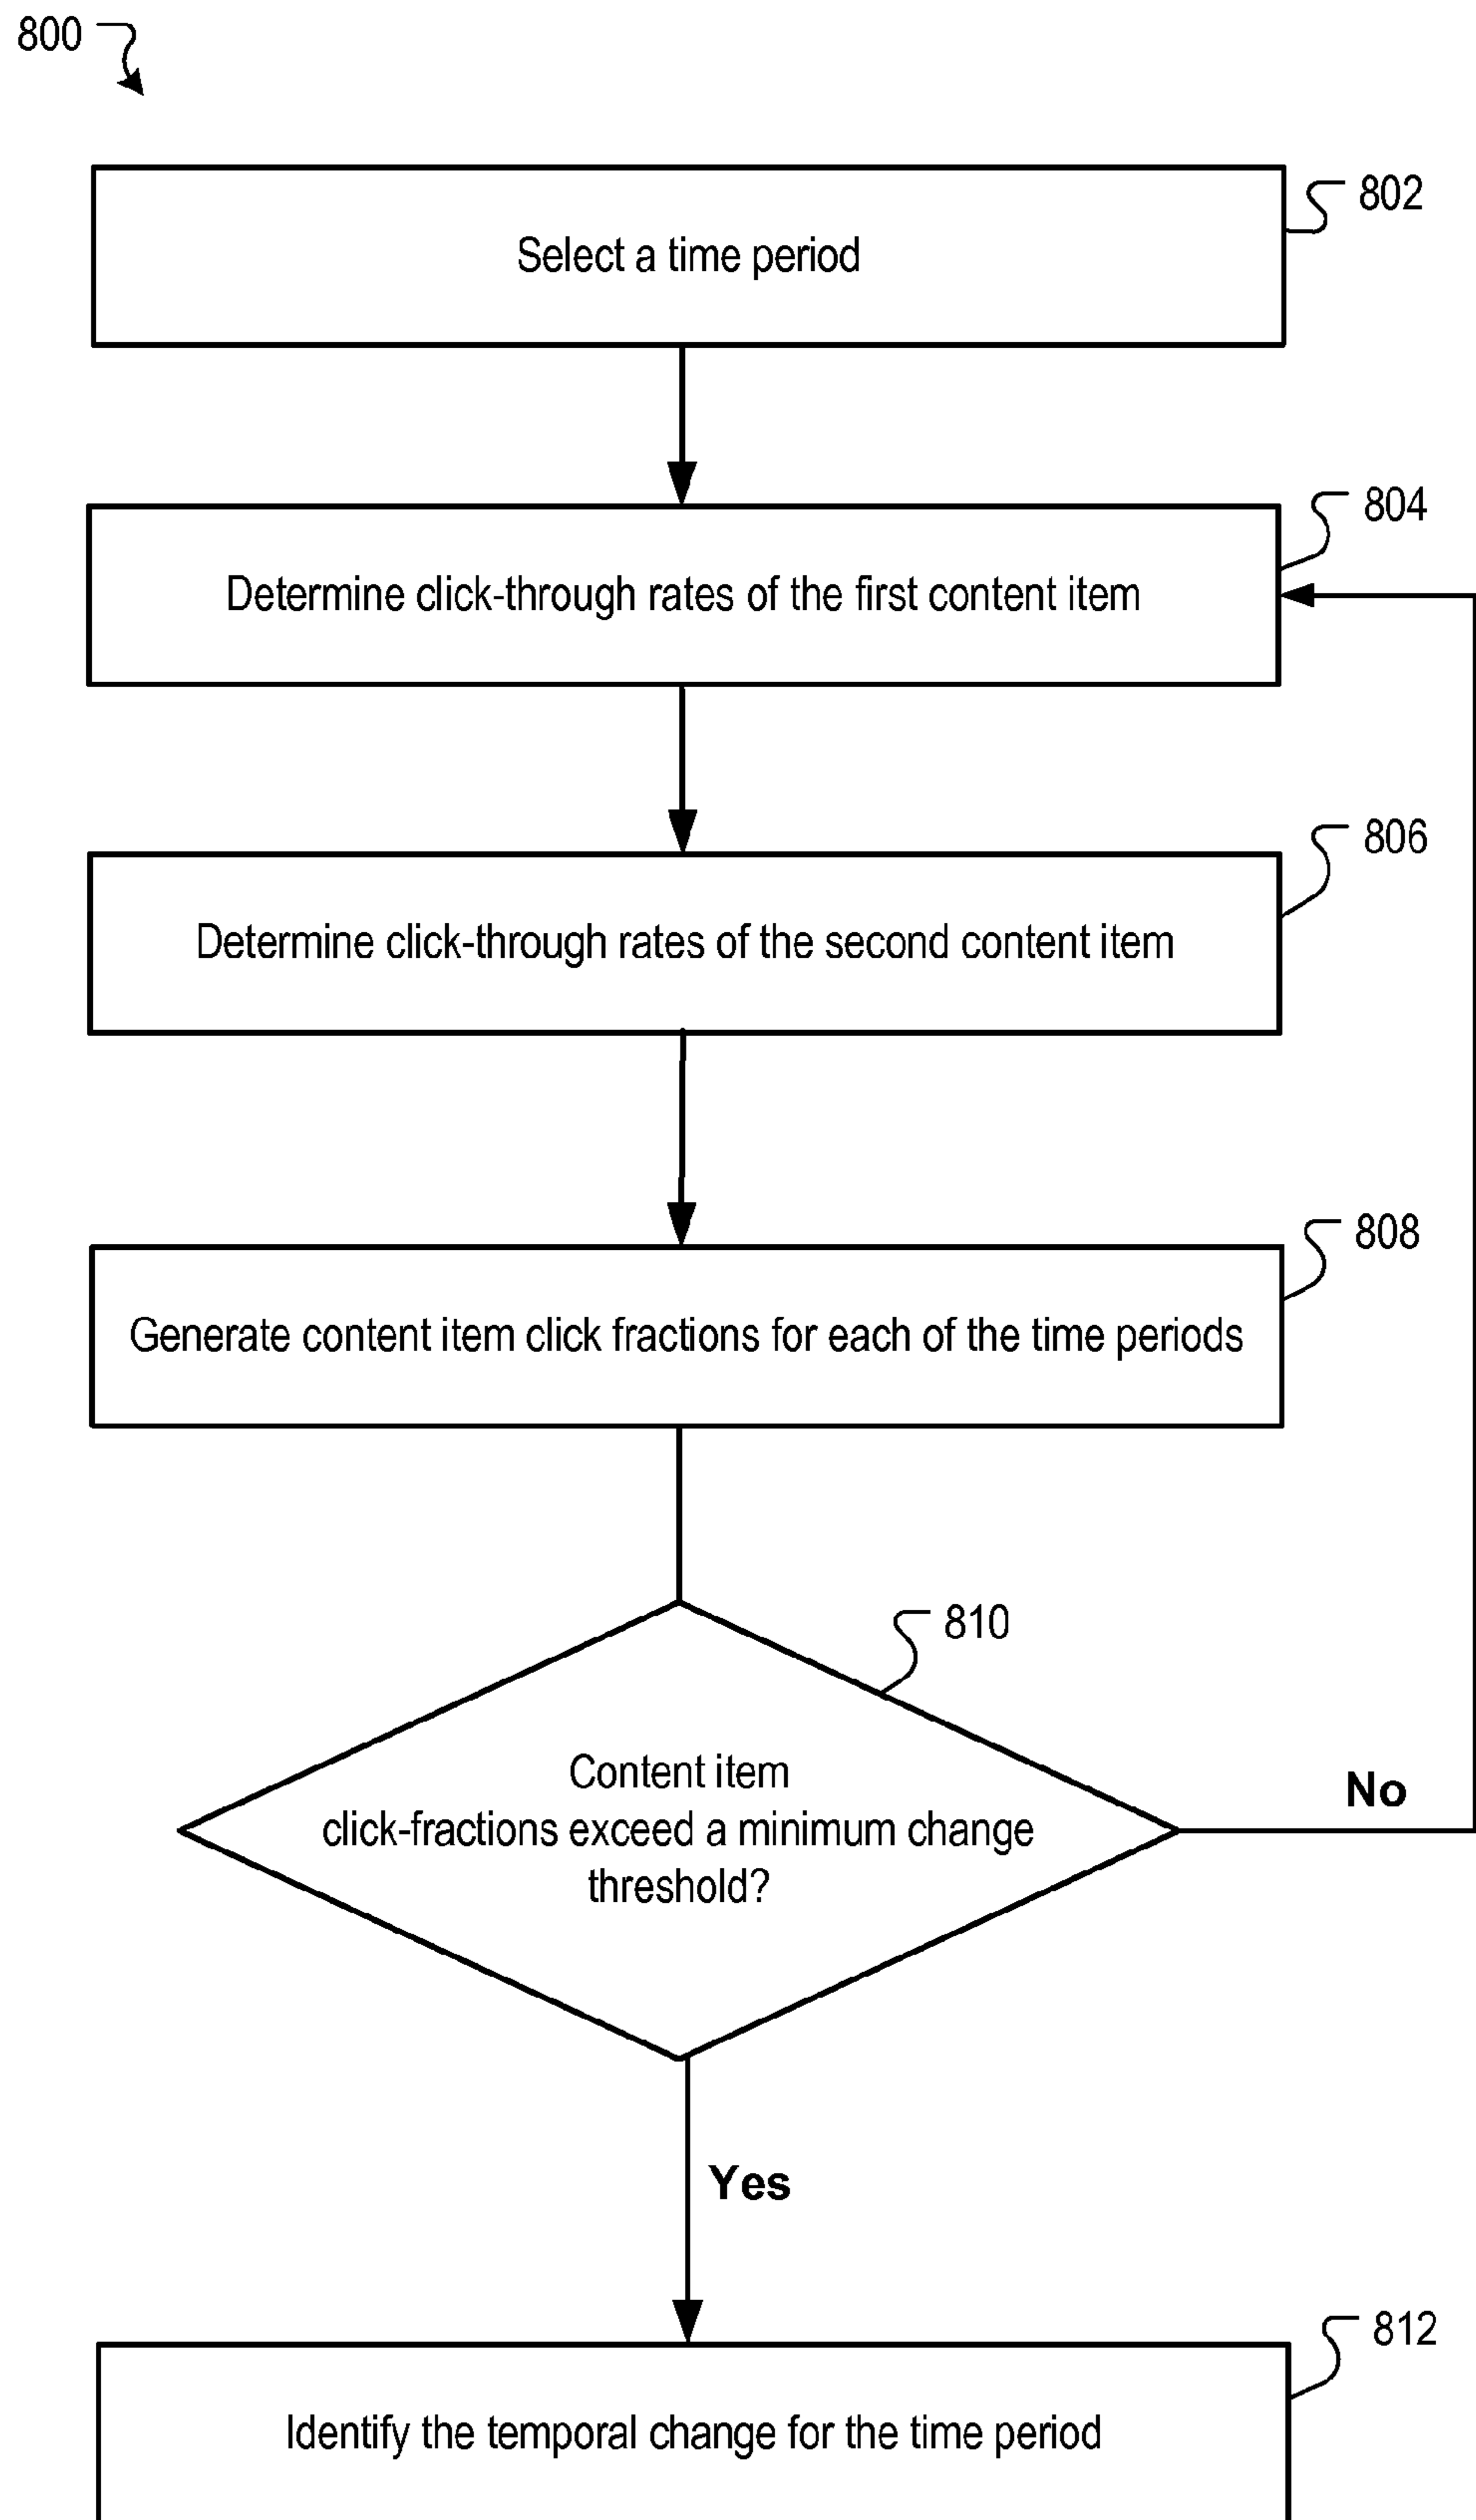 800
802
Select a time period
804
Determine click-through rates of the first content item
806
Determine click-through rates of the second content item
808
Generate content item click fractions for each of the time periods
810
Content item
click-fractions exceed a minimum change
threshold?
No
Yes
812
Identify the temporal change for the time period